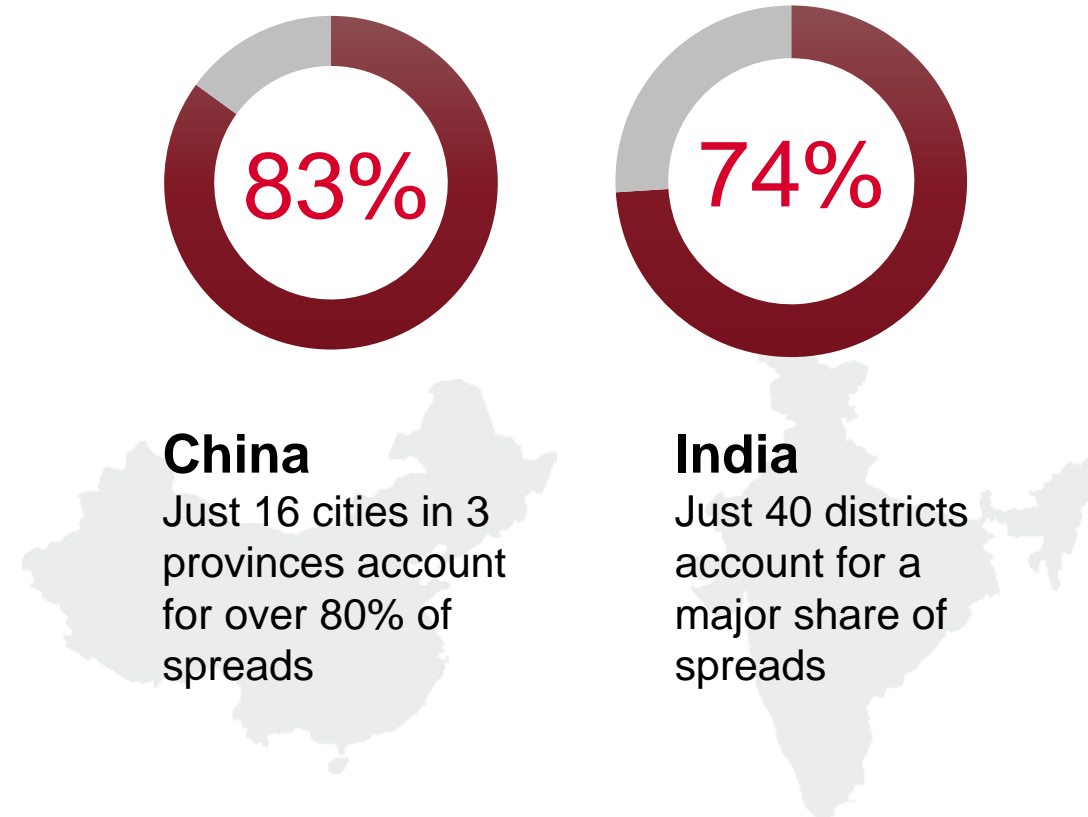 83%
74%
China
Just 16 cities in 3
provinces account
for over 80% of
spreads
India
Just 40 districts
account for a
major share of
spreads